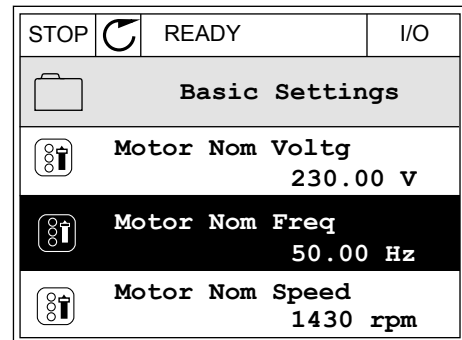 STOP READY I/O
Basic Settings
Motor Nom Voltg
230.00 V
Motor Nom Freq
50.00 Hz
Motor Nom Speed
1430 rpm